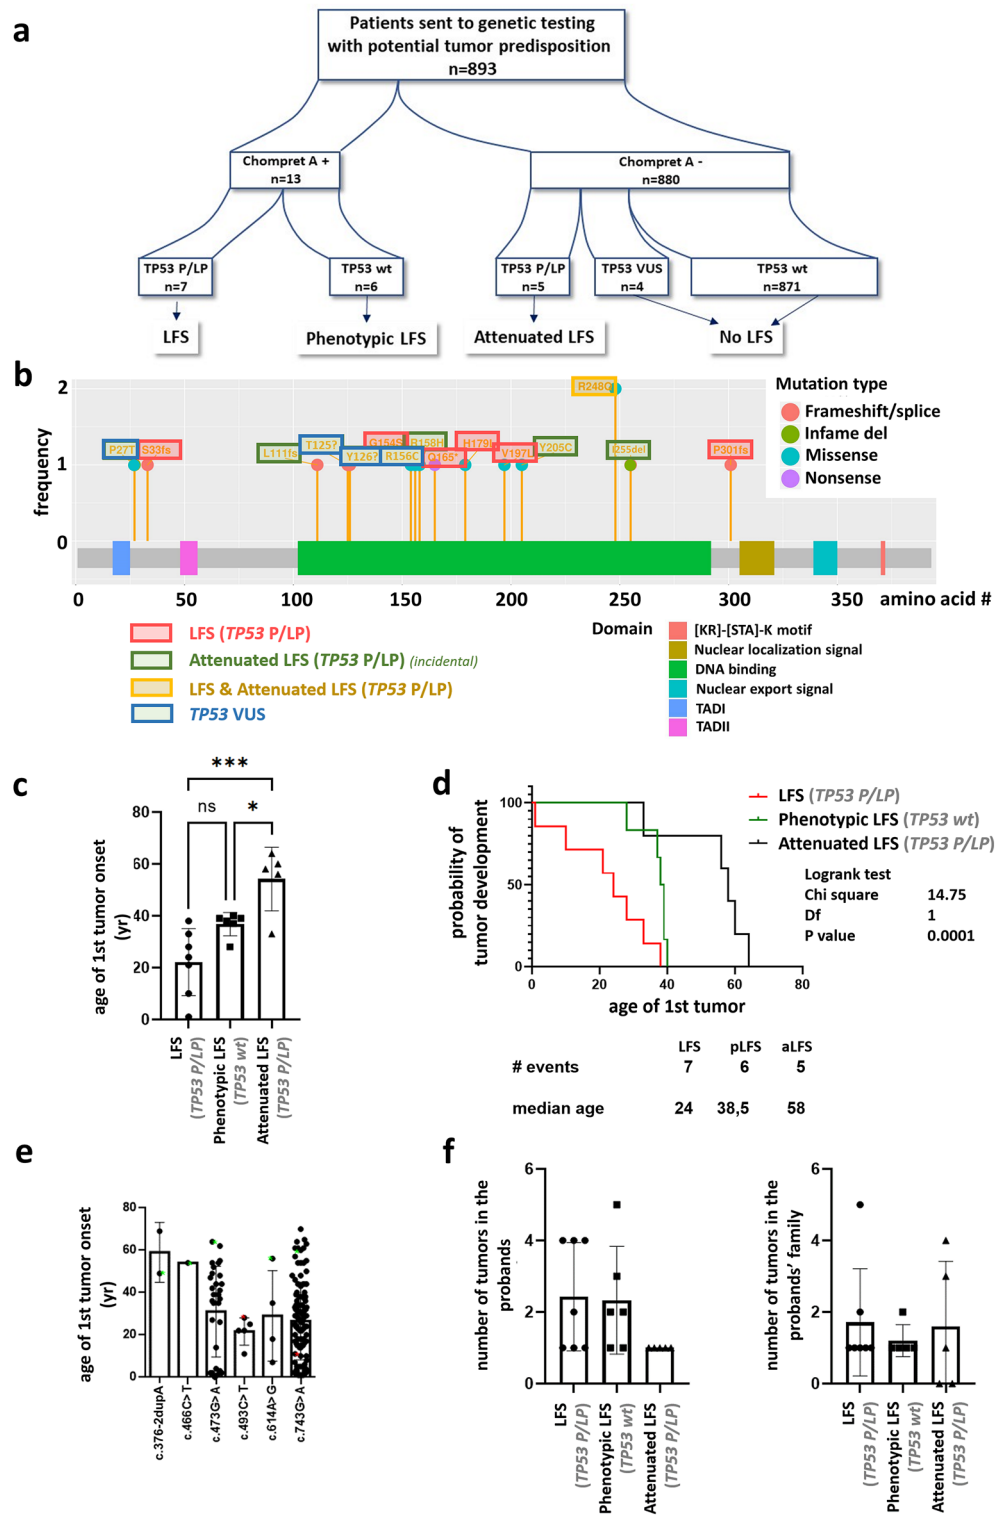 a
Patients sent to genetic testing
with potential tumor predisposition
n=893
Chompret A +
n=13
Chompret A -
n=880
TP53 P/LP
n=7
TP53 wt
n=6
TP53 P/LP
n=5
TP53 VUS
n=4
TP53 wt
n=871
LFS
Phenotypic LFS
Attenuated LFS
No LFS
b
frequency
2
1
0
P27T
S33fs
L111fs
T125?
Y126?
G154S
R156C
R158H
Q165*
H179L
V197L
Y205C
R248Q
I255del
P301fs
Mutation type
Frameshift/splice
Infame del
Missense
Nonsense
0 50 100 150 200 250 300 350 amino acid #
LFS (TP53 P/LP)
Attenuated LFS (TP53 P/LP) (incidental)
LFS & Attenuated LFS (TP53 P/LP)
TP53 VUS
Domain
[KR]-[STA]-K motif
Nuclear localization signal
DNA binding
Nuclear export signal
TADI
TADII
c
age of 1st tumor onset
(yr)
80
60
40
20
0
***
ns
*
LFS
(TP53 P/LP)
Phenotypic LFS
(TP53 wt)
Attenuated LFS
(TP53 P/LP)
d
probability of
tumor development
100
50
0
0 20 40 60 80
age of 1st tumor
LFS (TP53 P/LP)
Phenotypic LFS (TP53 wt)
Attenuated LFS (TP53 P/LP)
Logrank test
Chi square 14.75
Df 1
P value 0.0001
LFS pLFS aLFS
# events 7 6 5
median age 24 38,5 58
e
age of 1st tumor onset
(yr)
80
60
40
20
0
c.376-2dupA
c.466C>T
c.473G>A
c.493C>T
c.614A>G
c.743G>A
f
number of tumors in the
probands
6
4
2
0
LFS
(TP53 P/LP)
Phenotypic LFS
(TP53 wt)
Attenuated LFS
(TP53 P/LP)
number of tumors in the
probands' family
6
4
2
0
LFS
(TP53 P/LP)
Phenotypic LFS
(TP53 wt)
Attenuated LFS
(TP53 P/LP)